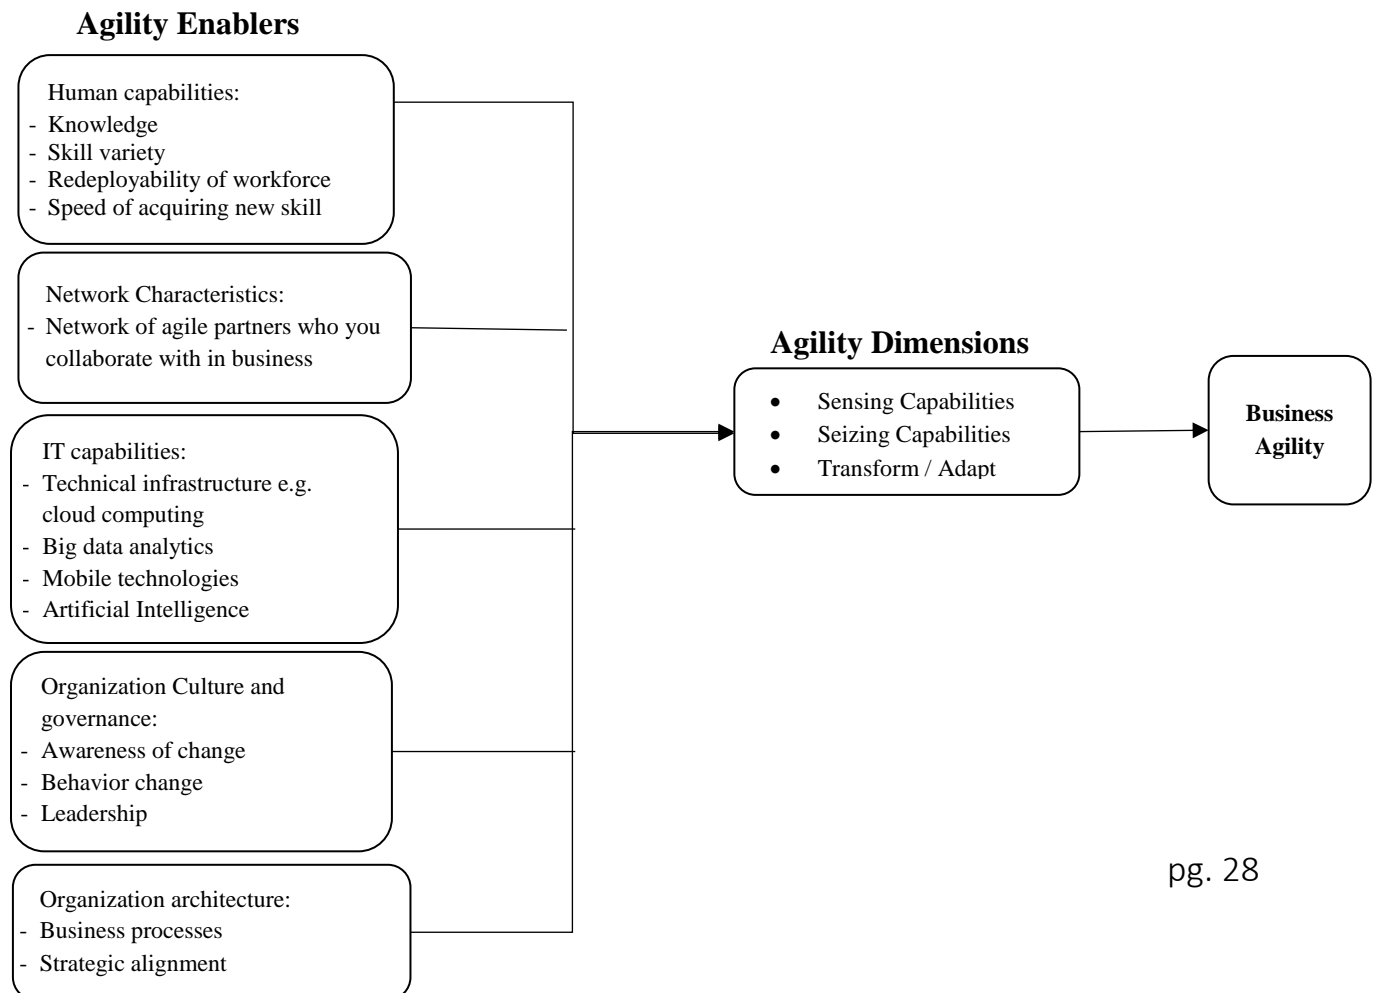 Agility Enablers
Human capabilities:
- Knowledge
- Skill variety
- Redeployability of workforce
- Speed of acquiring new skill
Network Characteristics:
- Network of agile partners who you
collaborate with in business
IT capabilities:
- Technical infrastructure e.g.
cloud computing
- Big data analytics
- Mobile technologies
- Artificial Intelligence
Organization Culture and
governance:
- Awareness of change
- Behavior change
- Leadership
Organization architecture:
- Business processes
- Strategic alignment
Agility Dimensions
• Sensing Capabilities
• Seizing Capabilities
• Transform / Adapt
Business
Agility
pg. 28